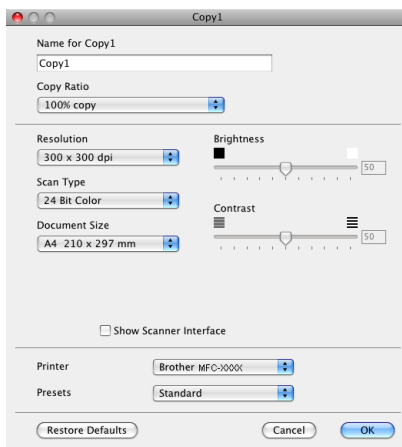 Copy1
Name for Copy1
Copy1
Copy Ratio
100% copy
Resolution
300 x 300 dpi
Scan Type
24 Bit Color
Document Size
A4 210 x 297 mm
Brightness
50
Contrast
50
Show Scanner Interface
Printer
Brother MFC-XXXX
Presets
Standard
Restore Defaults
Cancel
OK